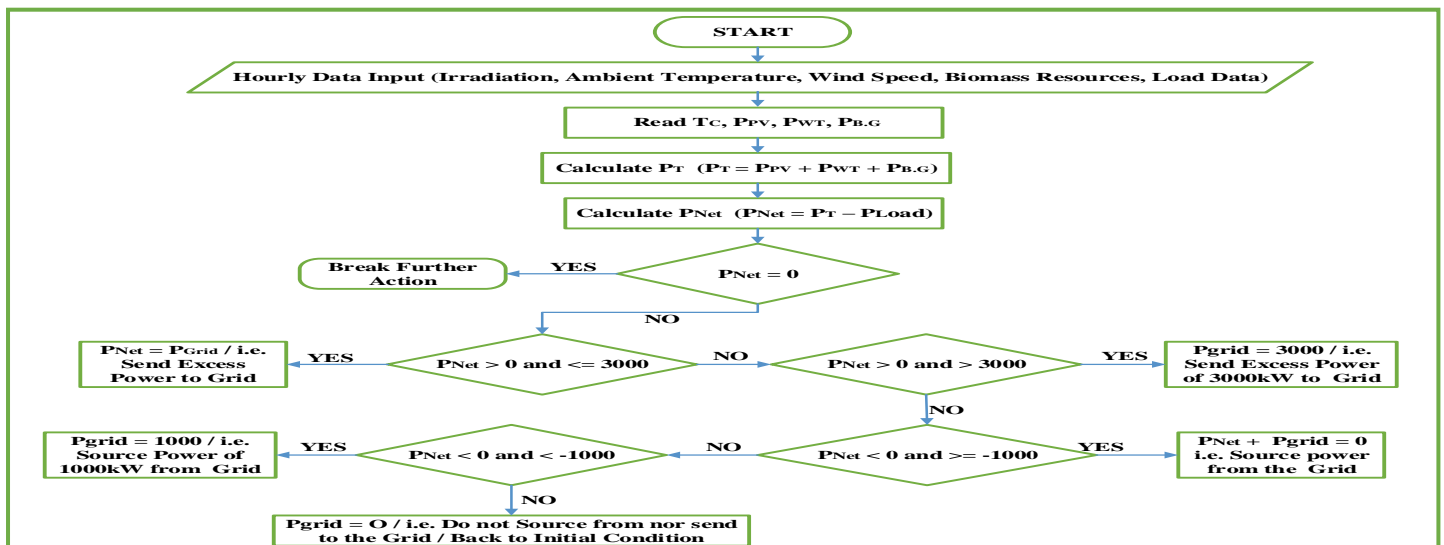 START
Hourly Data Input (Irradiation, Ambient Temperature, Wind Speed, Biomass Resources, Load Data)
Read TC, PPV, PWT, PB.G
Calculate PT (PT = PPV + PWT + PB.G)
Calculate PNet (PNet = PT – PLoad)
PNet = 0
YES
Break Further
Action
NO
PNet > 0 and <= 3000
YES
PNet = PGrid / i.e.
Send Excess
Power to Grid
NO
PNet > 0 and > 3000
YES
Pgrid = 3000 / i.e.
Send Excess Power
of 3000kW to Grid
NO
PNet < 0 and >= -1000
YES
PNet + Pgrid = 0
i.e. Source power
from the Grid
NO
PNet < 0 and < -1000
YES
Pgrid = 1000 / i.e.
Source Power of
1000kW from Grid
NO
Pgrid = O / i.e. Do not Source from nor send
to the Grid / Back to Initial Condition